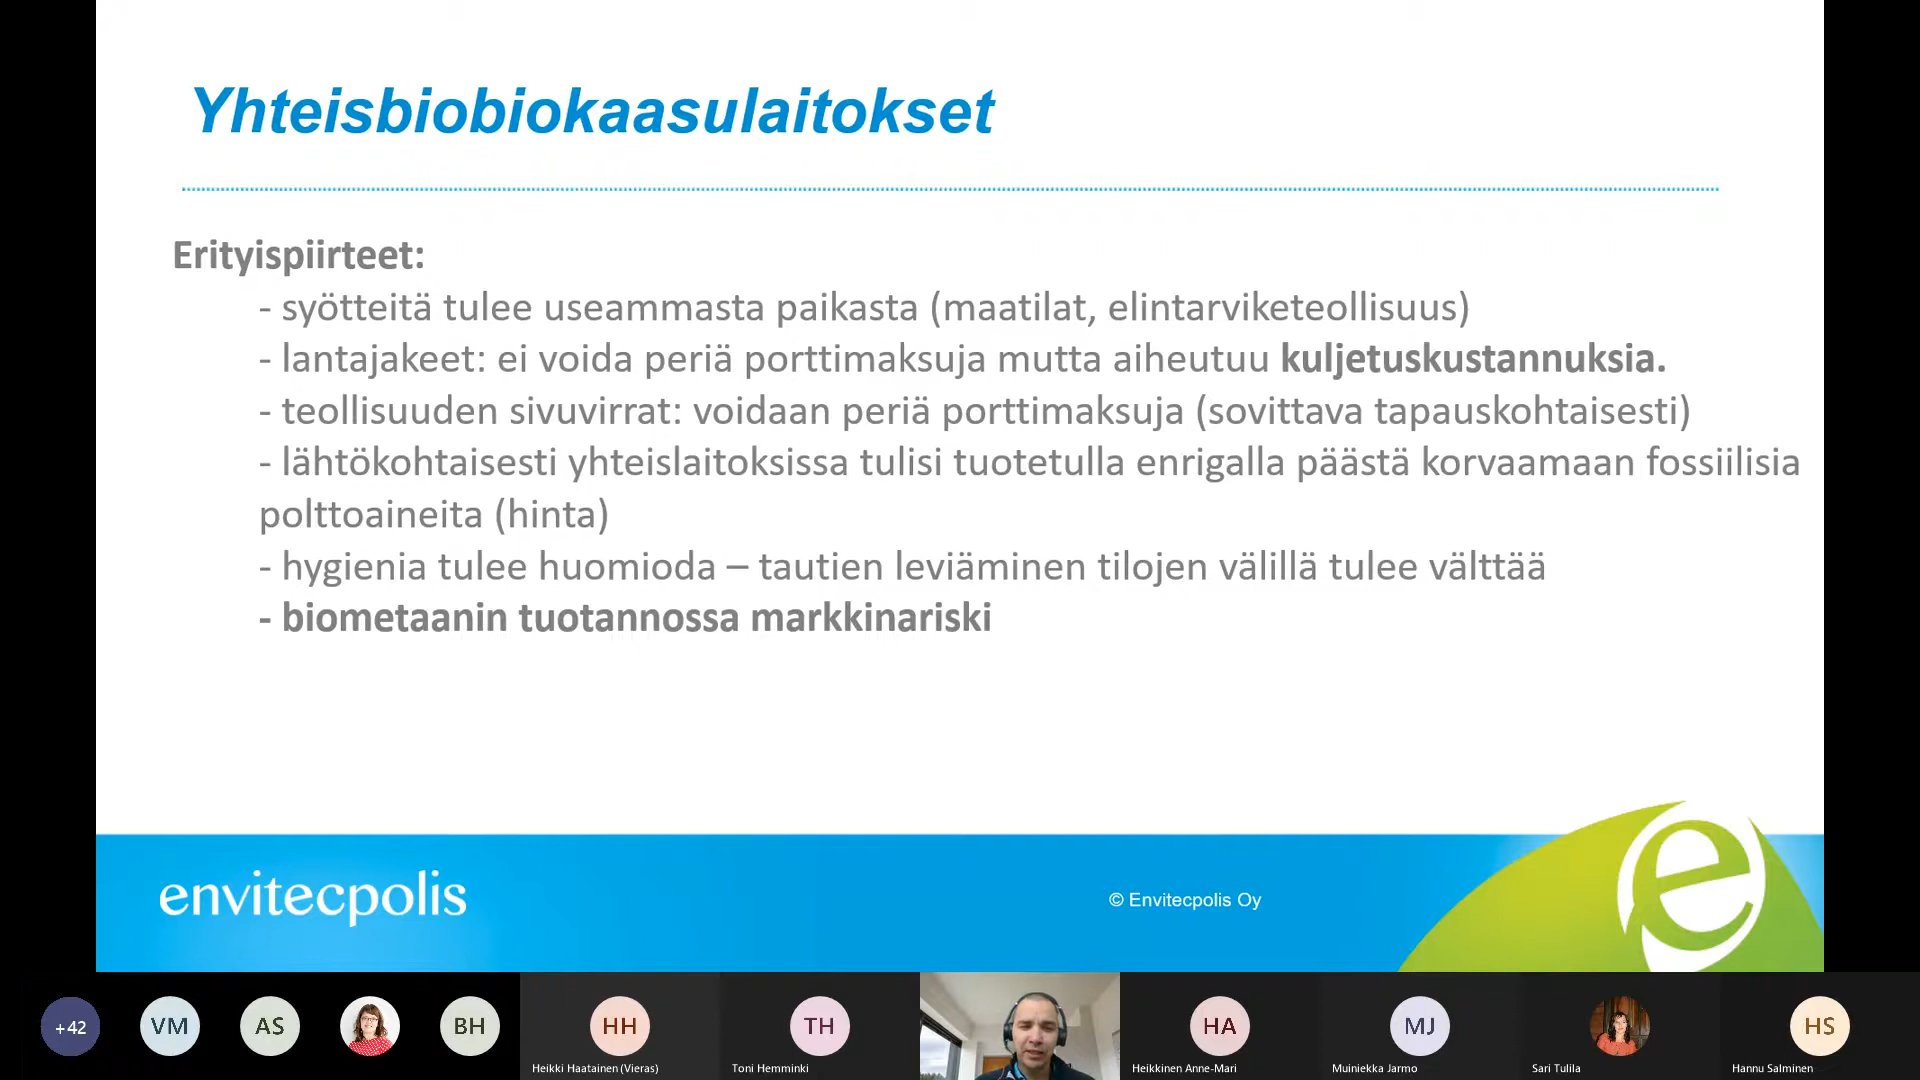 Yhteisbiobiokaasulaitokset
Erityispiirteet:
- syötteitä tulee useammasta paikasta (maatilat, elintarviketeollisuus)
- lantajakeet: ei voida periä porttimaksuja mutta aiheutuu kuljetuskustannuksia.
- teollisuuden sivuvirrat: voidaan periä porttimaksuja (sovittava tapauskohtaisesti)
- lähtökohtaisesti yhteislaitoksissa tulisi tuotetulla enrigalla päästä korvaamaan fossiilisia
polttoaineita (hinta)
- hygienia tulee huomioda – tautien leviäminen tilojen välillä tulee välttää
- biometaanin tuotannossa markkinariski
envitecpolis
© Envitecpolis Oy
e
+42
VM
AS
BH
HH
TH
HA
MJ
HS
Heikki Haatainen (Vieras)
Toni Hemminki
Heikkinen Anne-Mari
Muiniekka Jarmo
Sari Tulila
Hannu Salminen